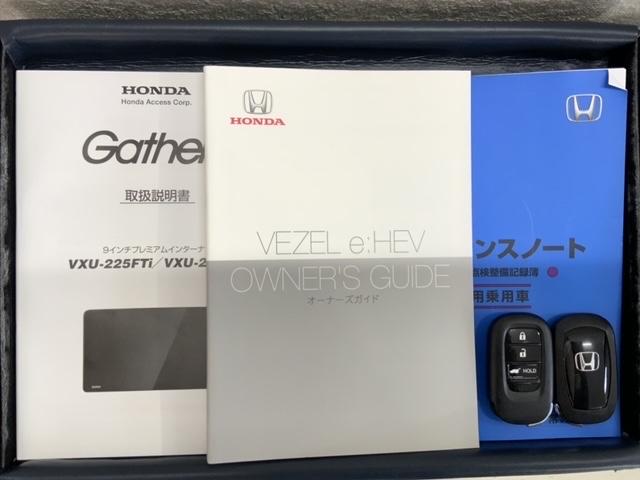 HONDA
Honda Access Corp.
Gathe
取扱説明書
9インチプレミアムインターナ
VXU-225FTi／VXU-2
HONDA
VEZEL e:HEV
OWNER'S GUIDE
オーナーズガイド
ンスノート
点検整備記録簿
用乗用車
HOLD